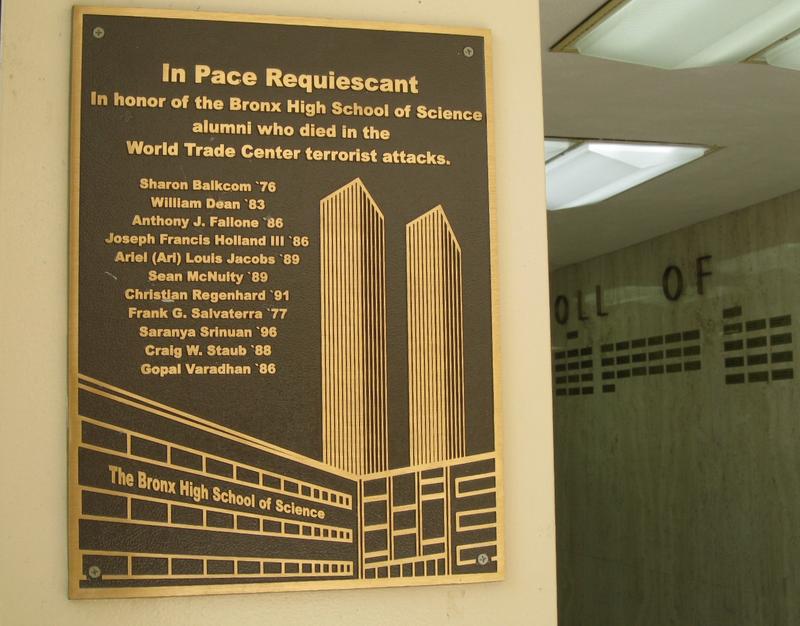 In Pace Requiescant
In honor of the Bronx High School of Science
alumni who died in the
World Trade Center terrorist attacks.
Sharon Balkcom `76
William Dean `83
Anthony J. Fallone `86
Joseph Francis Holland III `86
Ariel (Ari) Louis Jacobs `89
Sean McNulty `89
Christian Regenhard `91
Frank G. Salvaterra `77
Saranya Srinuan `96
Craig W. Staub `88
Gopal Varadhan `86
The Bronx High School of Science
OLL OF